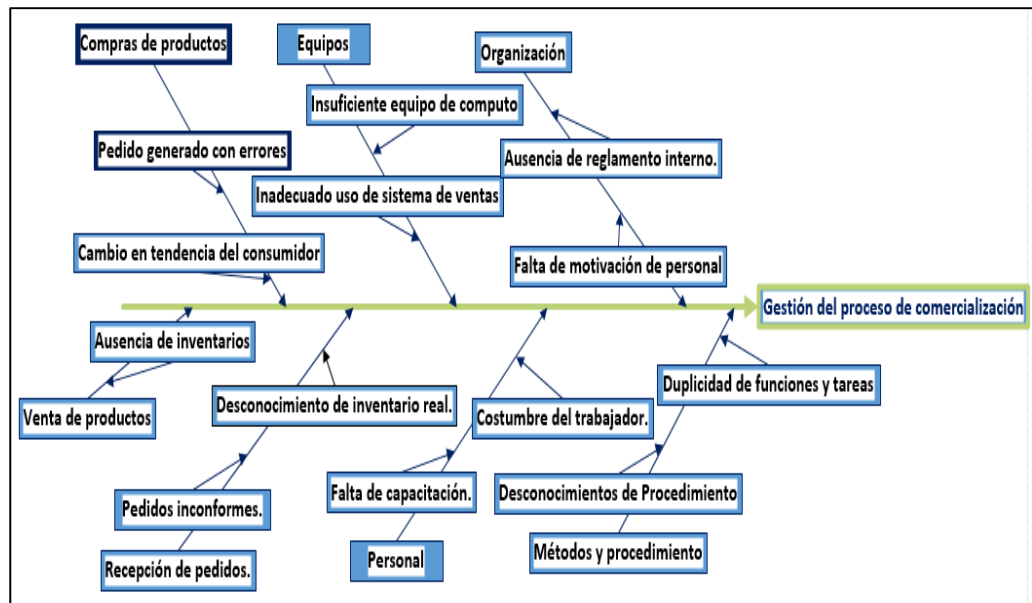 Compras de productos
Equipos
Organización
Insuficiente equipo de computo
Pedido generado con errores
Ausencia de reglamento interno.
Inadecuado uso de sistema de ventas
Cambio en tendencia del consumidor
Falta de motivación de personal
Gestión del proceso de comercialización
Ausencia de inventarios
Duplicidad de funciones y tareas
Venta de productos
Desconocimiento de inventario real.
Costumbre del trabajador.
Pedidos inconformes.
Falta de capacitación.
Desconocimientos de Procedimiento
Recepción de pedidos.
Personal
Métodos y procedimiento